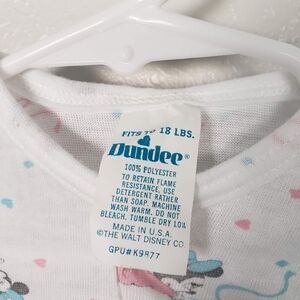 FITS TO 18 LBS.
Dundee®
100% POLYESTER
TO RETAIN FLAME
RESISTANCE, USE
DETERGENT RATHER
THAN SOAP. MACHINE
WASH WARM. DO NOT
BLEACH. TUMBLE DRY LOW.
MADE IN U.S.A.
© THE WALT DISNEY CO.
GPU#K9877